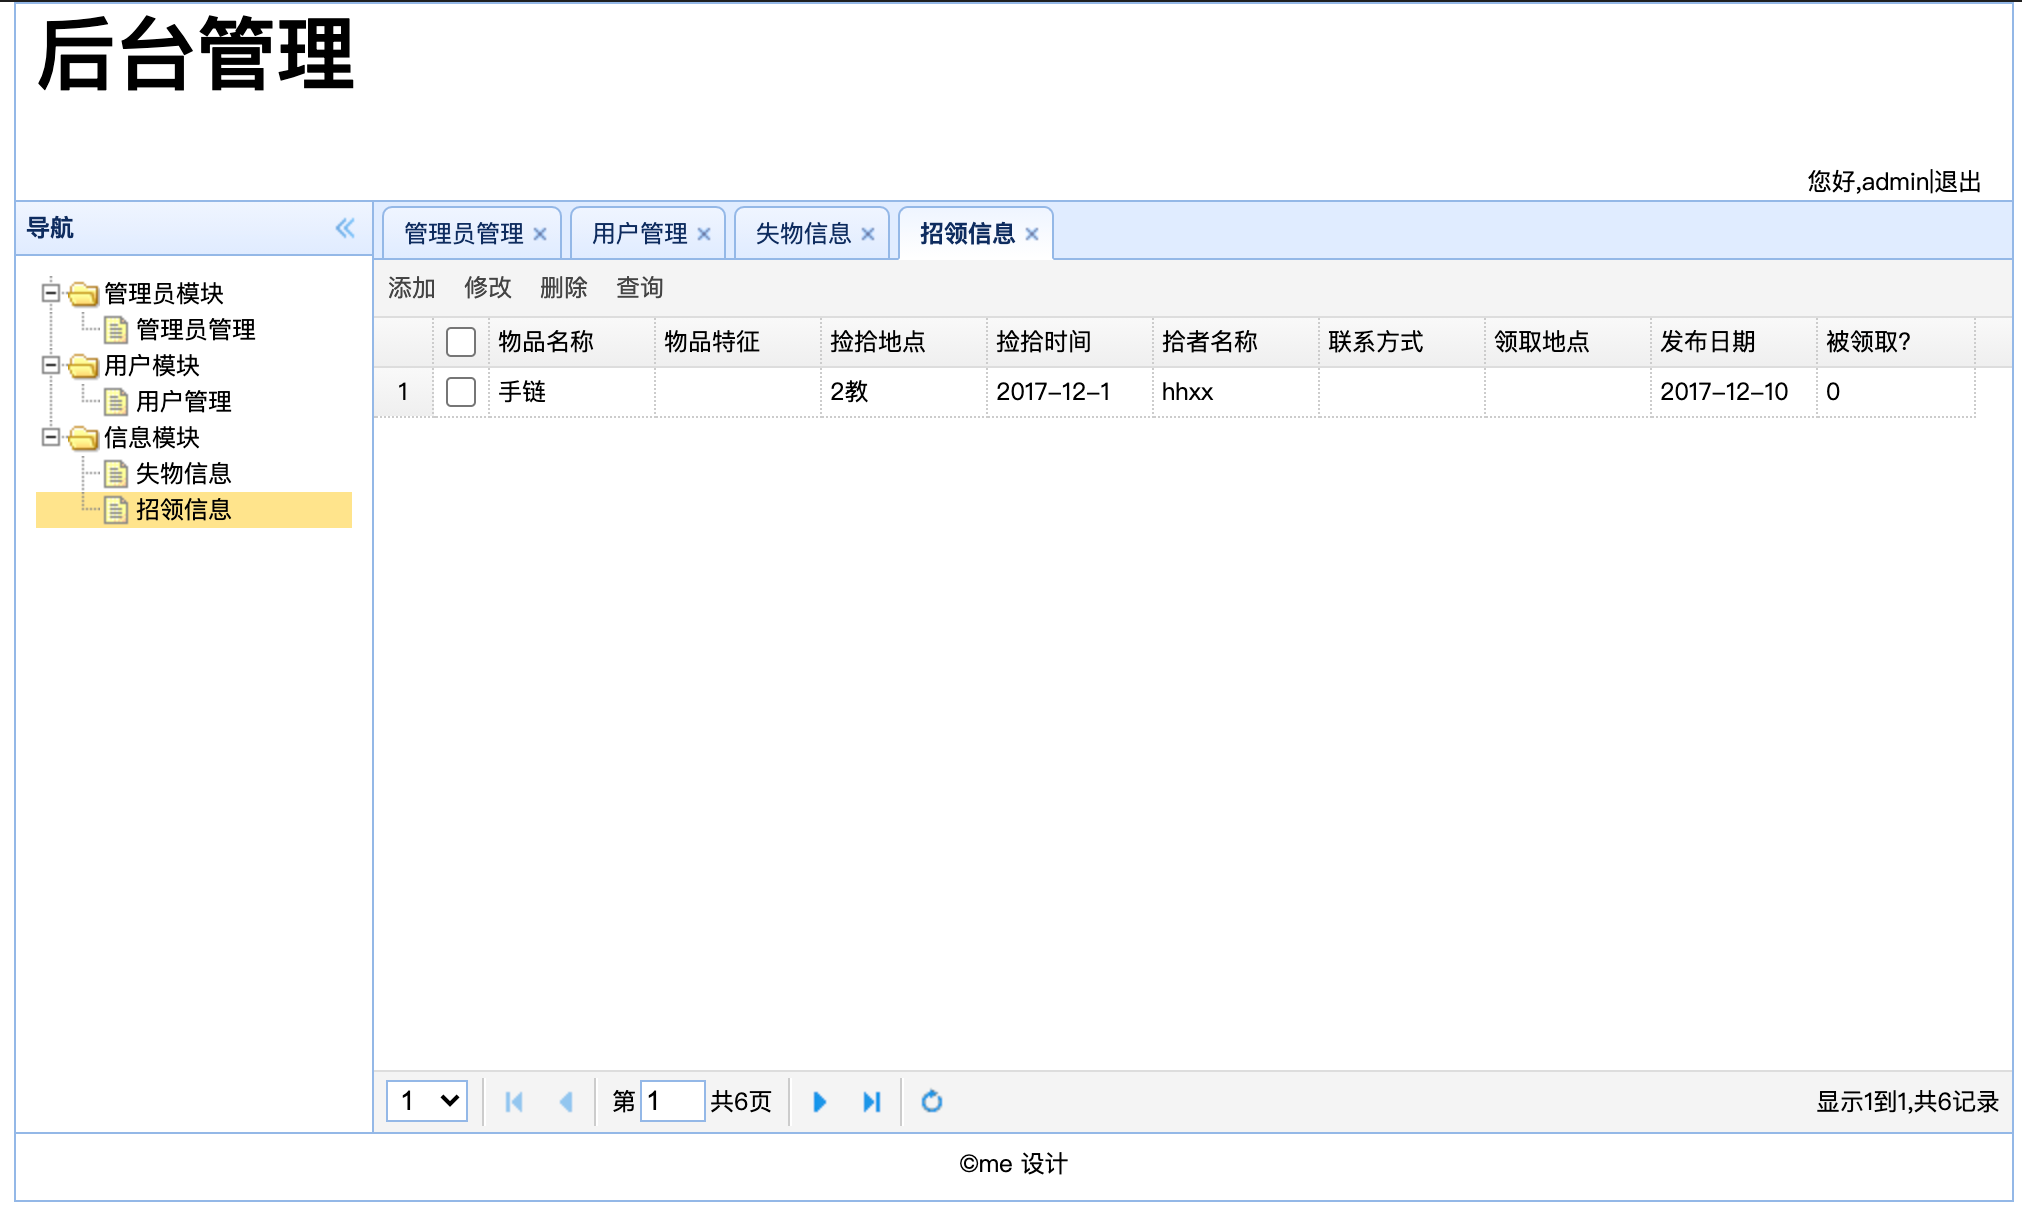 后台管理
您好,admin|退出
导航
管理员管理 用户管理 失物信息 招领信息
管理员模块
管理员管理
用户模块
用户管理
信息模块
失物信息
招领信息
添加 修改 删除 查询
物品名称 物品特征 捡拾地点 捡拾时间 拾者名称 联系方式 领取地点 发布日期 被领取?
1 手链 2教 2017-12-1 hhxx 2017-12-10 0
1 第 1 共6页 显示1到1,共6记录
©me 设计